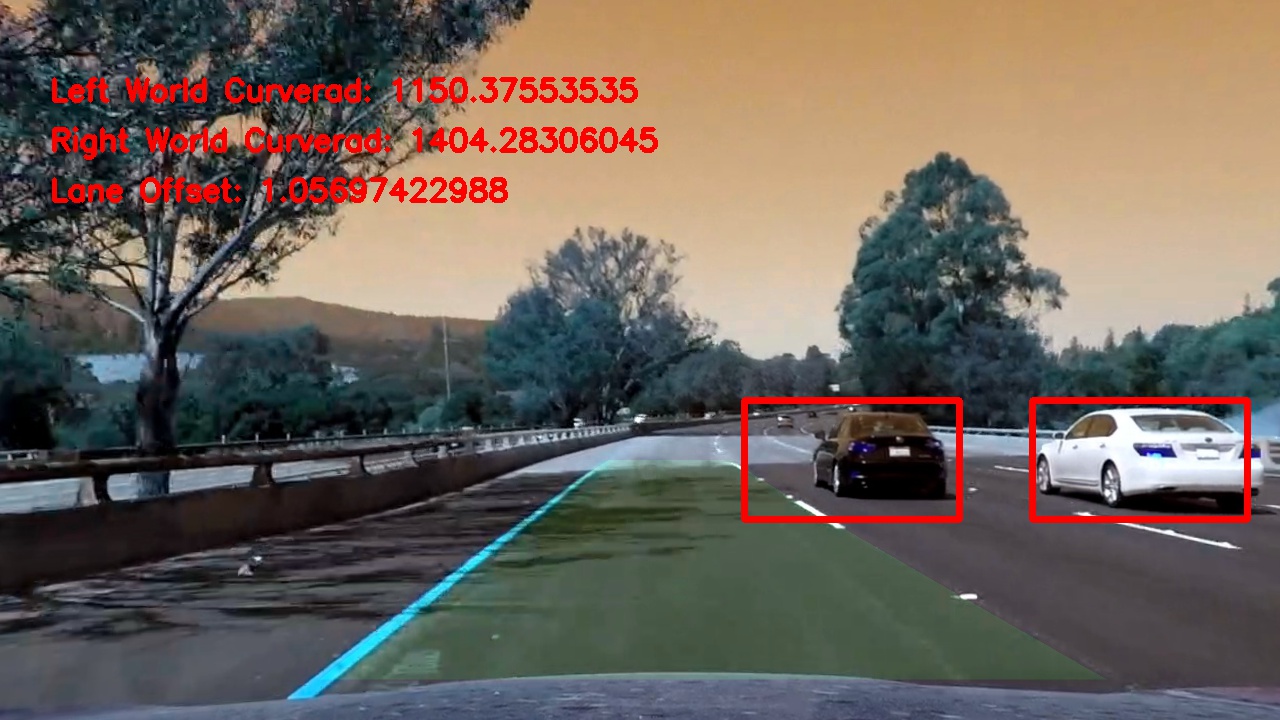 Left World Curverad: 1150.37553535
Right World Curverad: 1404.28306045
Lane Offset: 1.05697422988